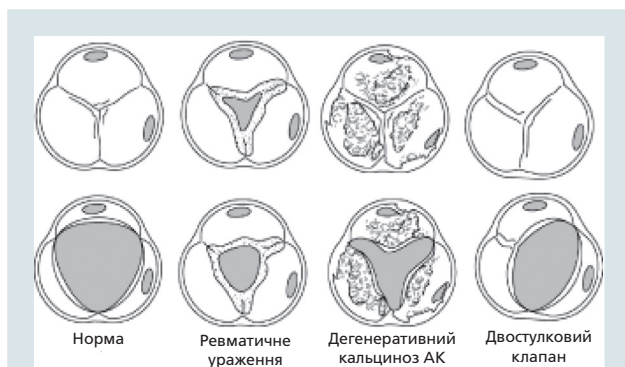 Норма
Ревматичне
ураження
Дегенеративний
кальциноз АК
Двостулковий
клапан